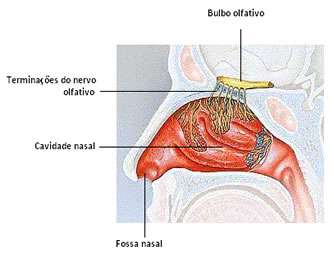 Bulbo olfativo
Terminações do nervo
olfativo
Cavidade nasal
Fossa nasal